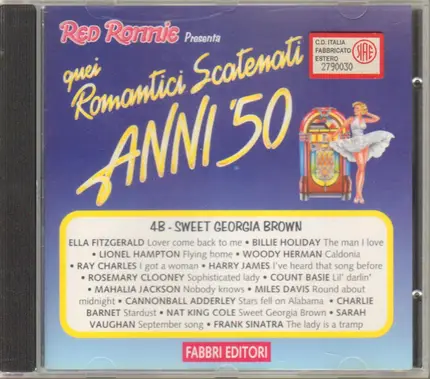 RED RONNIE Presenta
quei
Romantici Scatenati
ANNI '50
C.D. ITALIA
FABBRICATO
ESTERO
2790030
4B - SWEET GEORGIA BROWN
ELLA FITZGERALD Lover come back to me • BILLIE HOLIDAY The man I love
• LIONEL HAMPTON Flying home • WOODY HERMAN Caldonia
• RAY CHARLES I got a woman • HARRY JAMES I've heard that song before
• ROSEMARY CLOONEY Sophisticated lady • COUNT BASIE Lil' darlin'
• MAHALIA JACKSON Nobody knows • MILES DAVIS Round about
midnight • CANNONBALL ADDERLEY Stars fell on Alabama • CHARLIE
BARNET Stardust • NAT KING COLE Sweet Georgia Brown • SARAH
VAUGHAN September song • FRANK SINATRA The lady is a tramp
FABBRI EDITORI